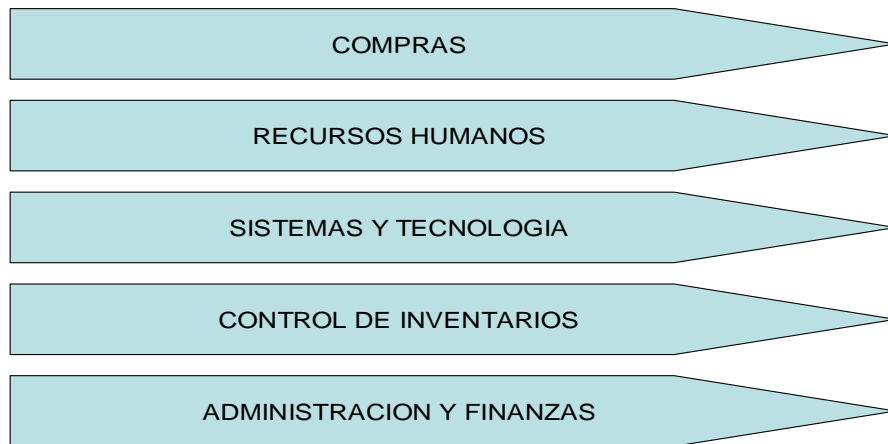 COMPRAS
RECURSOS HUMANOS
SISTEMAS Y TECNOLOGIA
CONTROL DE INVENTARIOS
ADMINISTRACION Y FINANZAS